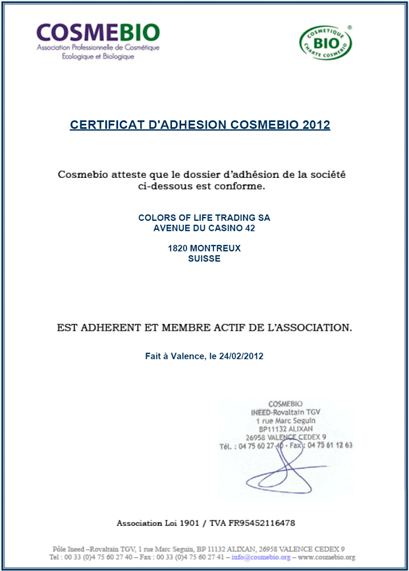 COSMEBIO
Association Professionnelle de Cosmétique
Ecologique et Biologique
COSMETIQUE
BIO
CHARTE COSMEBIO
CERTIFICAT D'ADHESION COSMEBIO 2012
Cosmebio atteste que le dossier d'adhésion de la société
ci-dessous est conforme.
COLORS OF LIFE TRADING SA
AVENUE DU CASINO 42
1820 MONTREUX
SUISSE
EST ADHERENT ET MEMBRE ACTIF DE L'ASSOCIATION.
Fait à Valence, le 24/02/2012
COSMEBIO
INEED-Rovaltain TGV
1 rue Marc Seguin
BP11132 ALIXAN
26958 VALENCE CEDEX 9
Tél. : 04 75 60 27 40 - Fax : 04 75 61 12 63
Association Loi 1901 / TVA FR95452116478
Pôle Ineed –Rovaltain TGV, 1 rue Marc Seguin, BP 11132 ALIXAN, 26958 VALENCE CEDEX 9
Tel : 00 33 (0)4 75 60 27 40 – Fax : 00 33 (0)4 75 61 12 63 – info@cosmebio.org – www.cosmebio.org